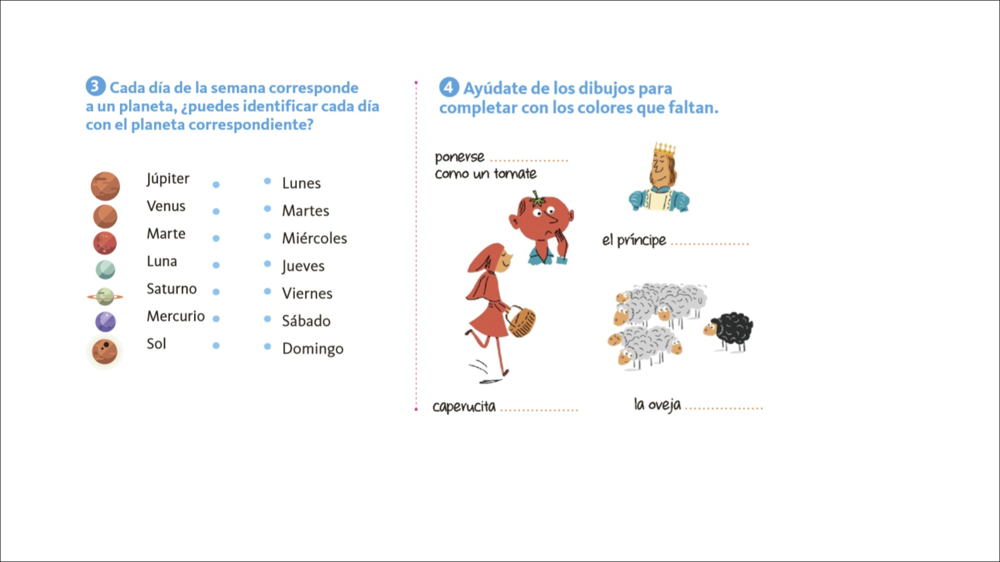 3 Cada día de la semana corresponde
a un planeta, ¿puedes identificar cada día
con el planeta correspondiente?
Júpiter
Venus
Marte
Luna
Saturno
Mercurio
Sol
Lunes
Martes
Miércoles
Jueves
Viernes
Sábado
Domingo
4 Ayúdate de los dibujos para
completar con los colores que faltan.
ponerse ..................
como un tomate
el príncipe ..................
caperucita ..................
la oveja ..................